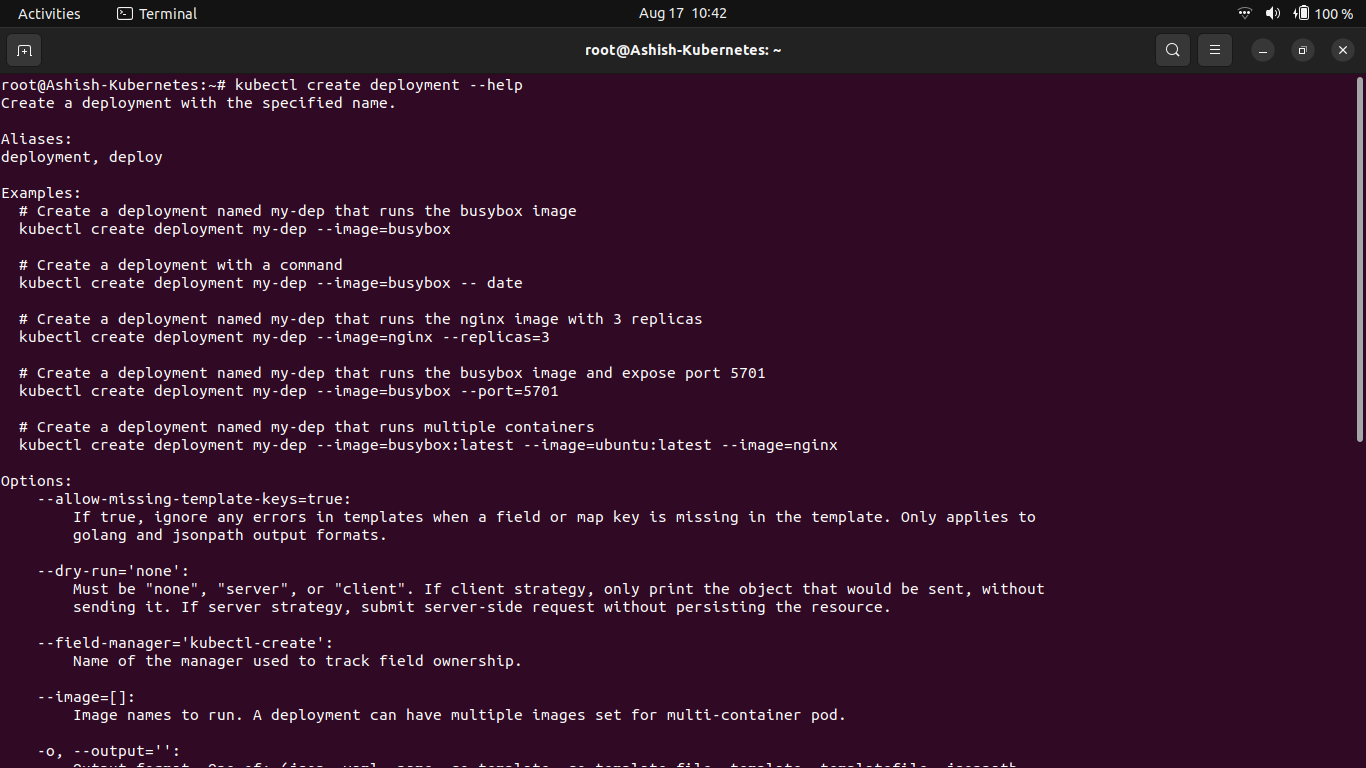 Activities
Terminal
Aug 17 10:42
100 %
root@Ashish-Kubernetes: ~
root@Ashish-Kubernetes:~# kubectl create deployment --help
Create a deployment with the specified name.
Aliases:
deployment, deploy
Examples:
# Create a deployment named my-dep that runs the busybox image
kubectl create deployment my-dep --image=busybox
# Create a deployment with a command
kubectl create deployment my-dep --image=busybox -- date
# Create a deployment named my-dep that runs the nginx image with 3 replicas
kubectl create deployment my-dep --image=nginx --replicas=3
# Create a deployment named my-dep that runs the busybox image and expose port 5701
kubectl create deployment my-dep --image=busybox --port=5701
# Create a deployment named my-dep that runs multiple containers
kubectl create deployment my-dep --image=busybox:latest --image=ubuntu:latest --image=nginx
Options:
--allow-missing-template-keys=true:
If true, ignore any errors in templates when a field or map key is missing in the template. Only applies to
golang and jsonpath output formats.
--dry-run='none':
Must be "none", "server", or "client". If client strategy, only print the object that would be sent, without
sending it. If server strategy, submit server-side request without persisting the resource.
--field-manager='kubectl-create':
Name of the manager used to track field ownership.
--image=[]:
Image names to run. A deployment can have multiple images set for multi-container pod.
-o, --output='':